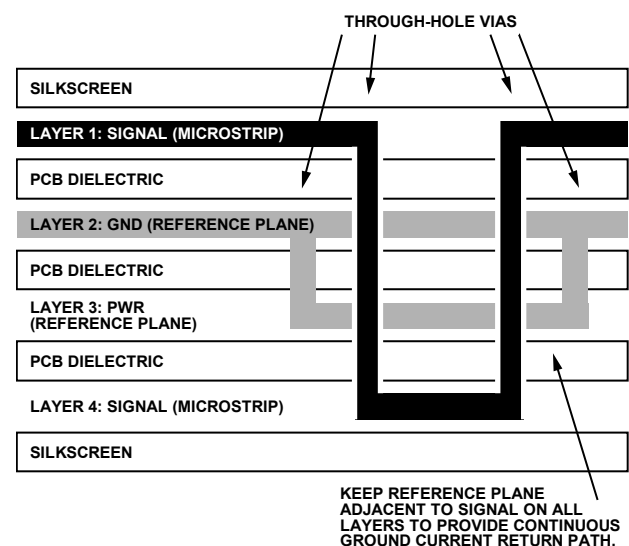 THROUGH-HOLE VIAS
SILKSCREEN
LAYER 1: SIGNAL (MICROSTRIP)
PCB DIELECTRIC
LAYER 2: GND (REFERENCE PLANE)
PCB DIELECTRIC
LAYER 3: PWR
(REFERENCE PLANE)
PCB DIELECTRIC
LAYER 4: SIGNAL (MICROSTRIP)
SILKSCREEN
KEEP REFERENCE PLANE
ADJACENT TO SIGNAL ON ALL
LAYERS TO PROVIDE CONTINUOUS
GROUND CURRENT RETURN PATH.